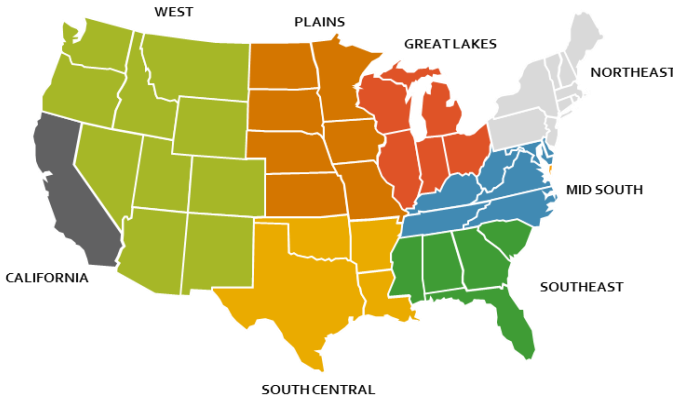 WEST
PLAINS
GREAT LAKES
NORTHEAST
MID SOUTH
CALIFORNIA
SOUTHEAST
SOUTH CENTRAL